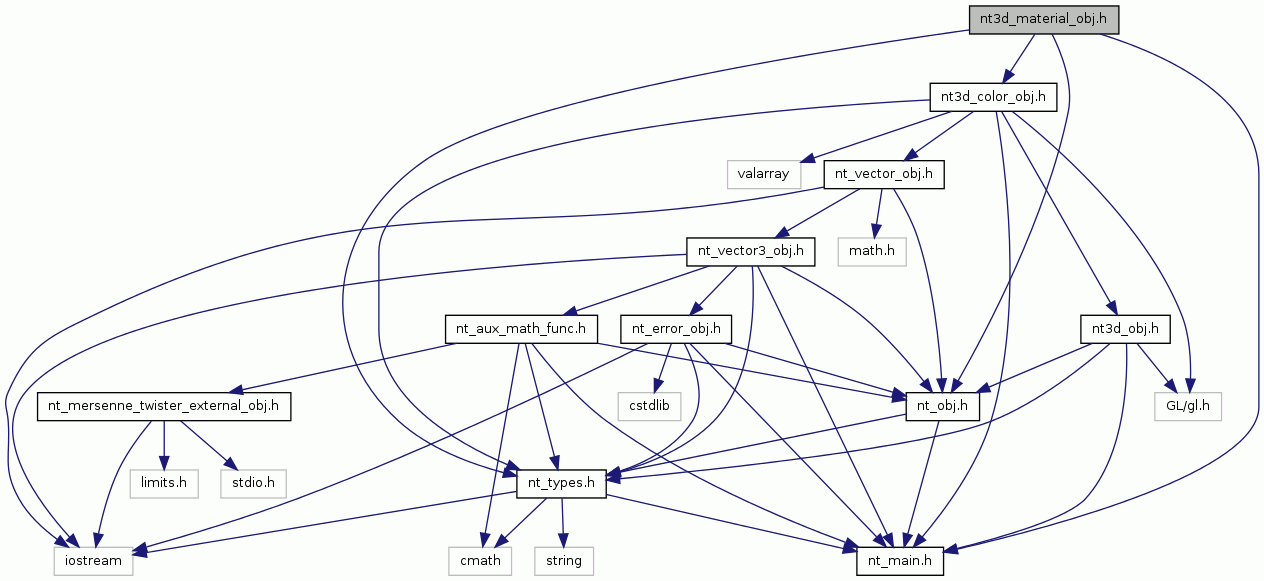 nt3d_material_obj.h
nt3d_color_obj.h
valarray
nt_vector_obj.h
nt_vector3_obj.h
math.h
nt_aux_math_func.h
nt_error_obj.h
nt3d_obj.h
nt_mersenne_twister_external_obj.h
cstdlib
nt_obj.h
GL/gl.h
limits.h
stdio.h
nt_types.h
iostream
cmath
string
nt_main.h